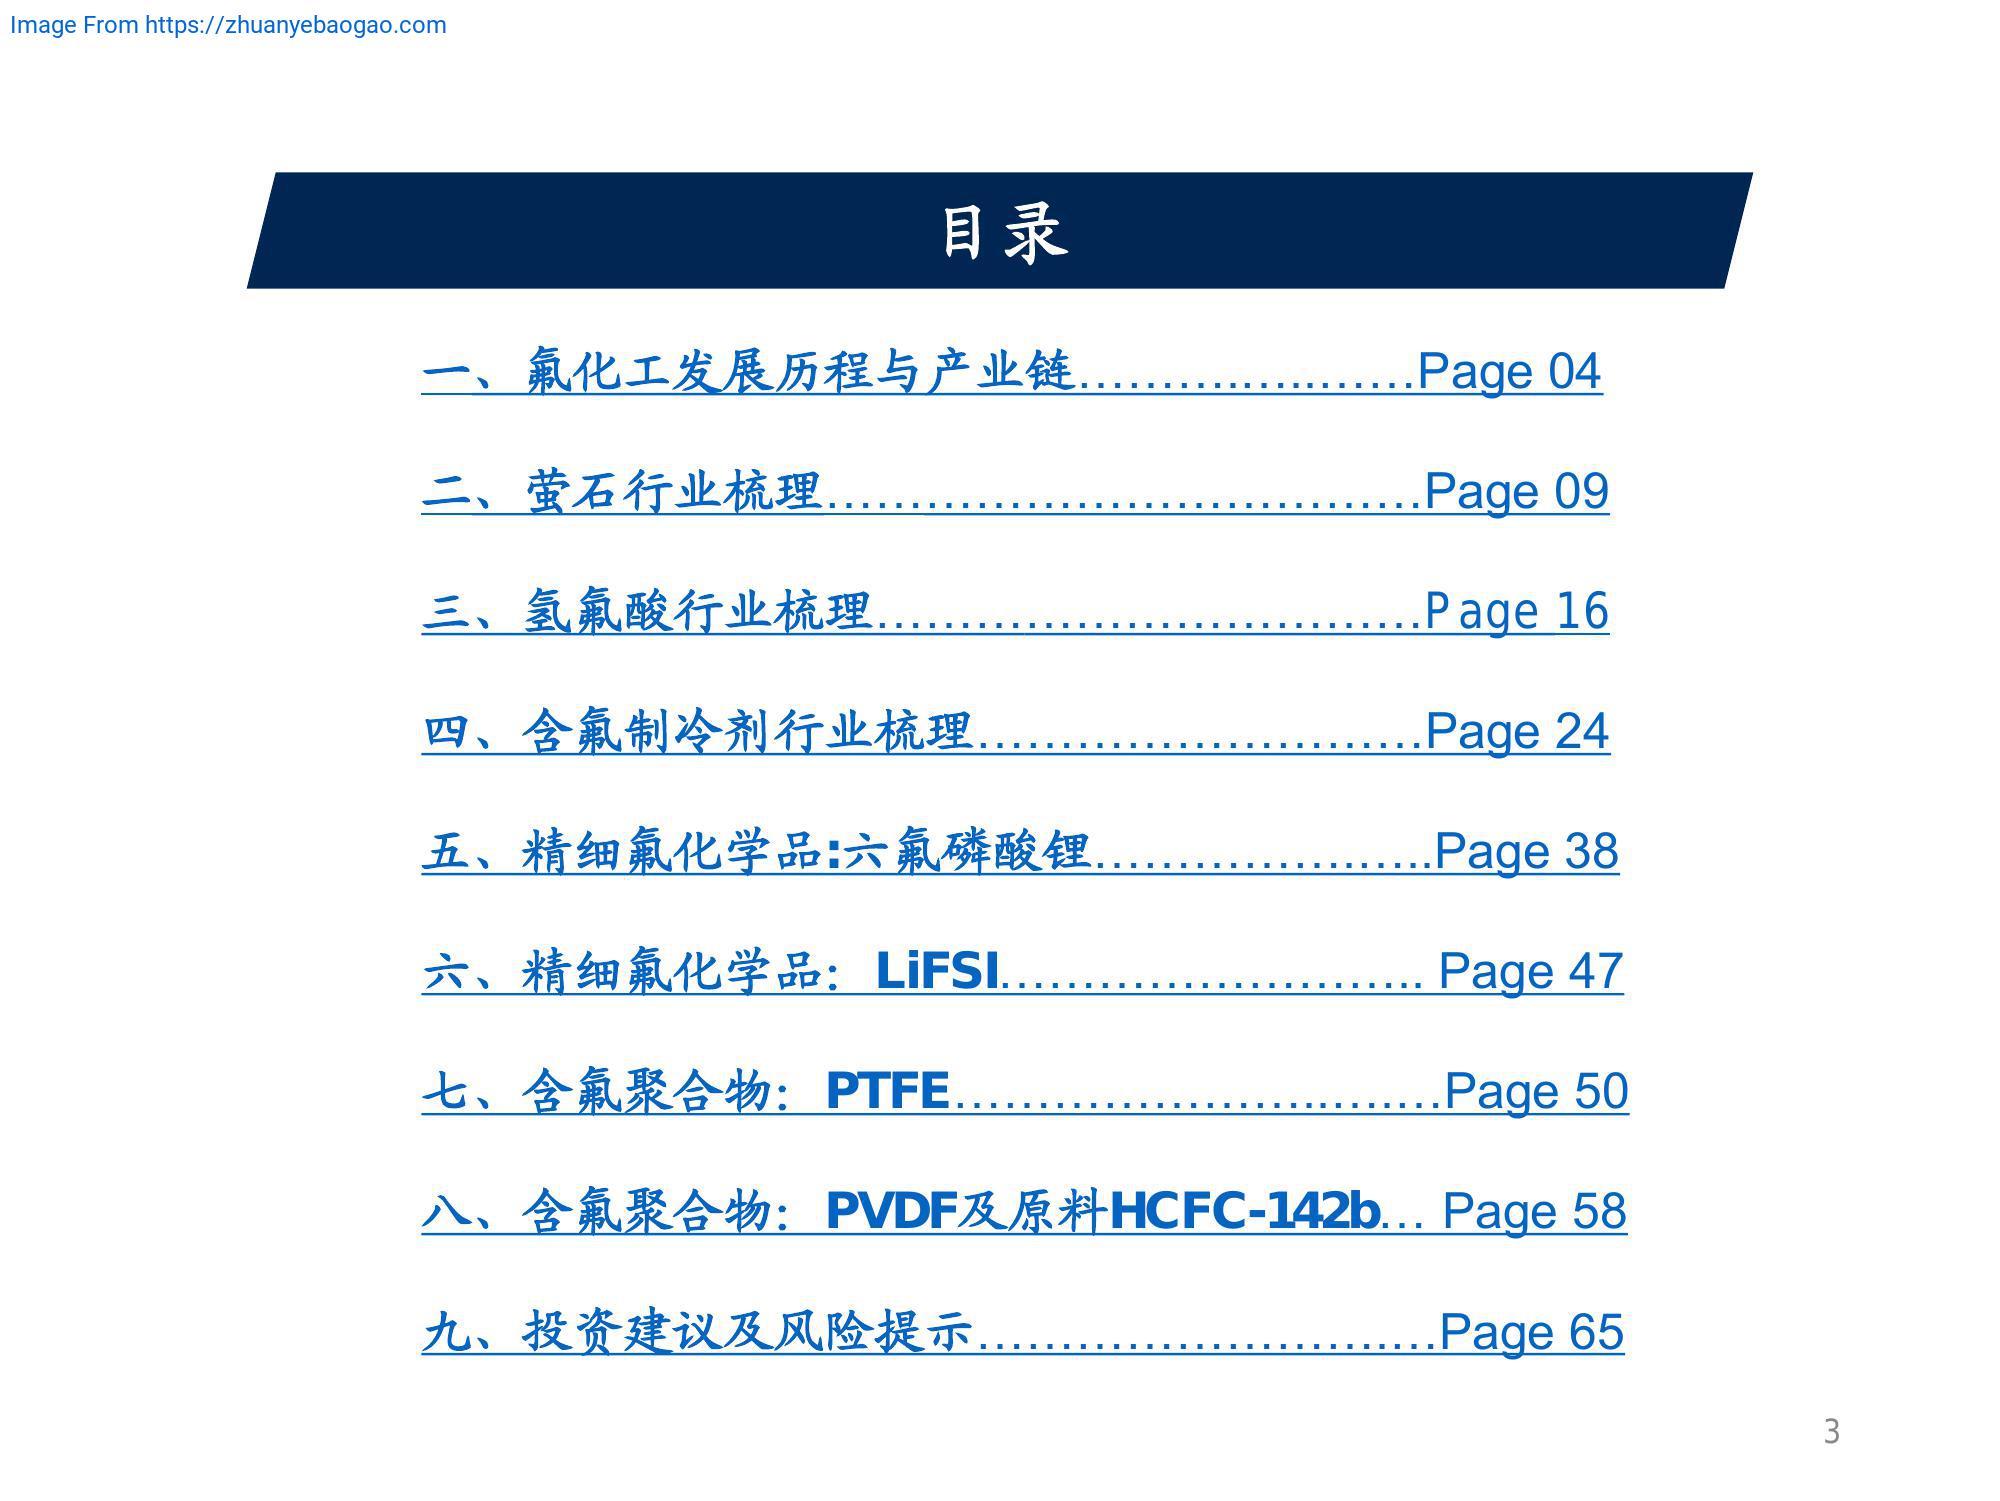 Image From https://zhuanyebaogao.com
目录
一、氟化工发展历程与产业链…………………Page 04
二、萤石行业梳理………………………………Page 09
三、氢氟酸行业梳理……………………………Page 16
四、含氟制冷剂行业梳理………………………Page 24
五、精细氟化学品:六氟磷酸锂…………………Page 38
六、精细氟化学品：LiFSI…………………….. Page 47
七、含氟聚合物：PTFE…………………………Page 50
八、含氟聚合物：PVDF及原料HCFC-142b… Page 58
九、投资建议及风险提示………………………Page 65
3